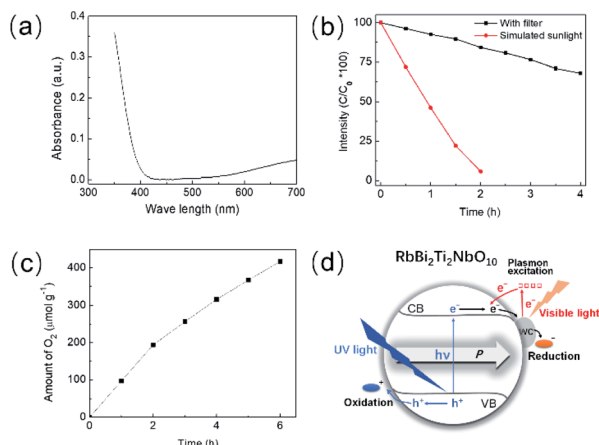 (a)
Absorbance (a.u.)
0.4
0.3
0.2
0.1
0.0
300 400 500 600 700
Wave length (nm)
(b)
With filter
Simulated sunlight
Intensity (C/C₀ *100)
100
75
50
25
0
0 1 2 3 4
Time (h)
(c)
Amount of O₂ (μmol g⁻¹)
400
300
200
100
0
0 2 4 6
Time (h)
(d)
RbBi₂Ti₂NbO₁₀
Plasmon
excitation
e⁻
e⁻
CB
e⁻
e⁻
Visible light
WC
UV light
hν
P
−
Reduction
+
Oxidation
h⁺
h⁺
VB